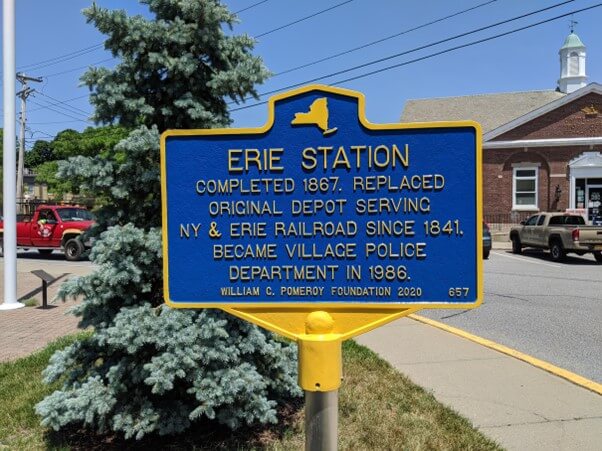 ERIE STATION
COMPLETED 1867. REPLACED
ORIGINAL DEPOT SERVING
NY & ERIE RAILROAD SINCE 1841.
BECAME VILLAGE POLICE
DEPARTMENT IN 1986.
WILLIAM C. POMEROY FOUNDATION 2020 657